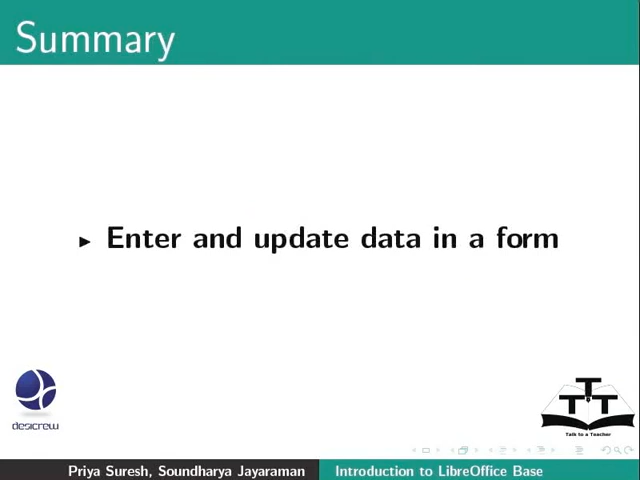 Summary
Enter and update data in a form
desicrew
T
T T
Talk to a Teacher
Priya Suresh, Soundharya Jayaraman
Introduction to LibreOffice Base